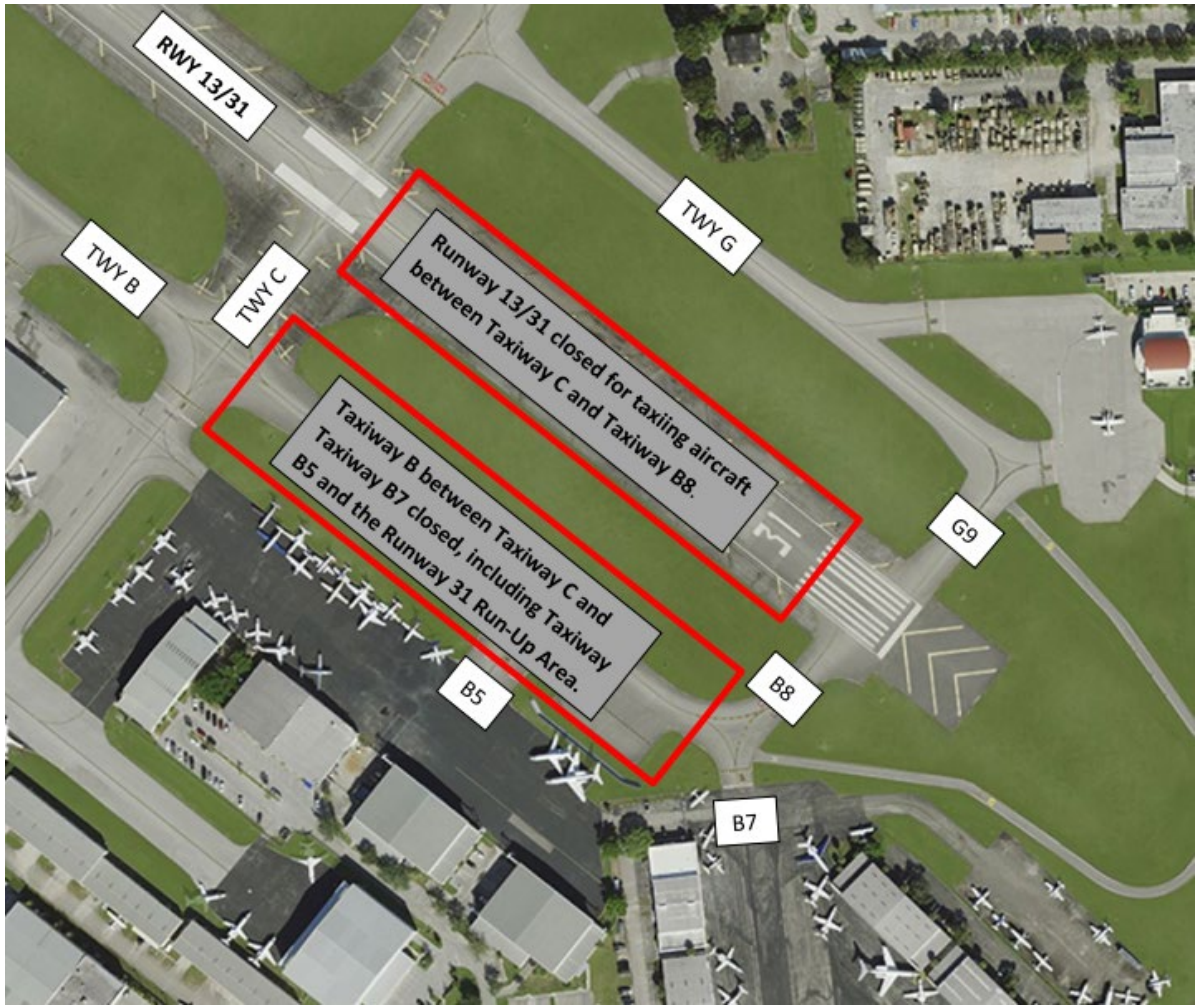 RWY 13/31
TWY G
TWY B
TWY C
Runway 13/31 closed for taxiing aircraft
between Taxiway C and Taxiway B8.
Taxiway B between Taxiway C and
Taxiway B7 closed, including Taxiway
B5 and the Runway 31 Run-Up Area.
31
G9
B5
B8
B7